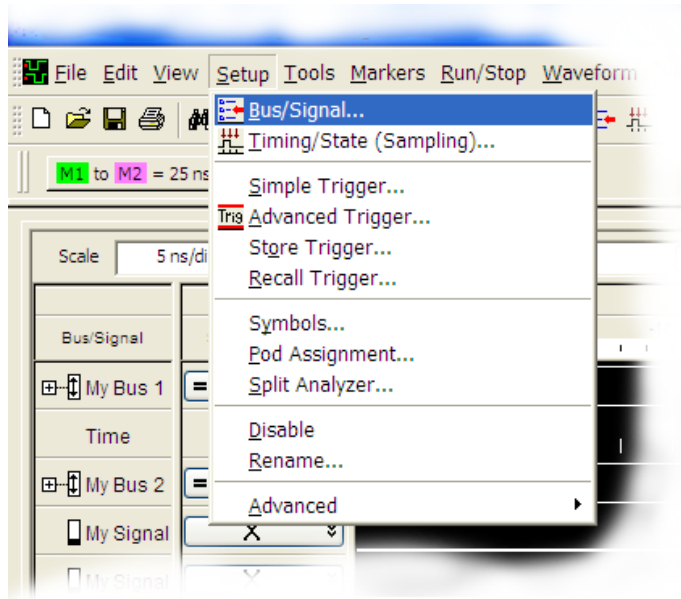 File Edit View Setup Tools Markers Run/Stop Waveform
Bus/Signal...
Timing/State (Sampling)...
M1 to M2 = 25 ns
Simple Trigger...
Trig Advanced Trigger...
Store Trigger...
Recall Trigger...
Scale 5 ns/di
Symbols...
Bus/Signal
Pod Assignment...
Split Analyzer...
My Bus 1 =
Time
Disable
Rename...
My Bus 2 =
Advanced
My Signal X
My Signal X